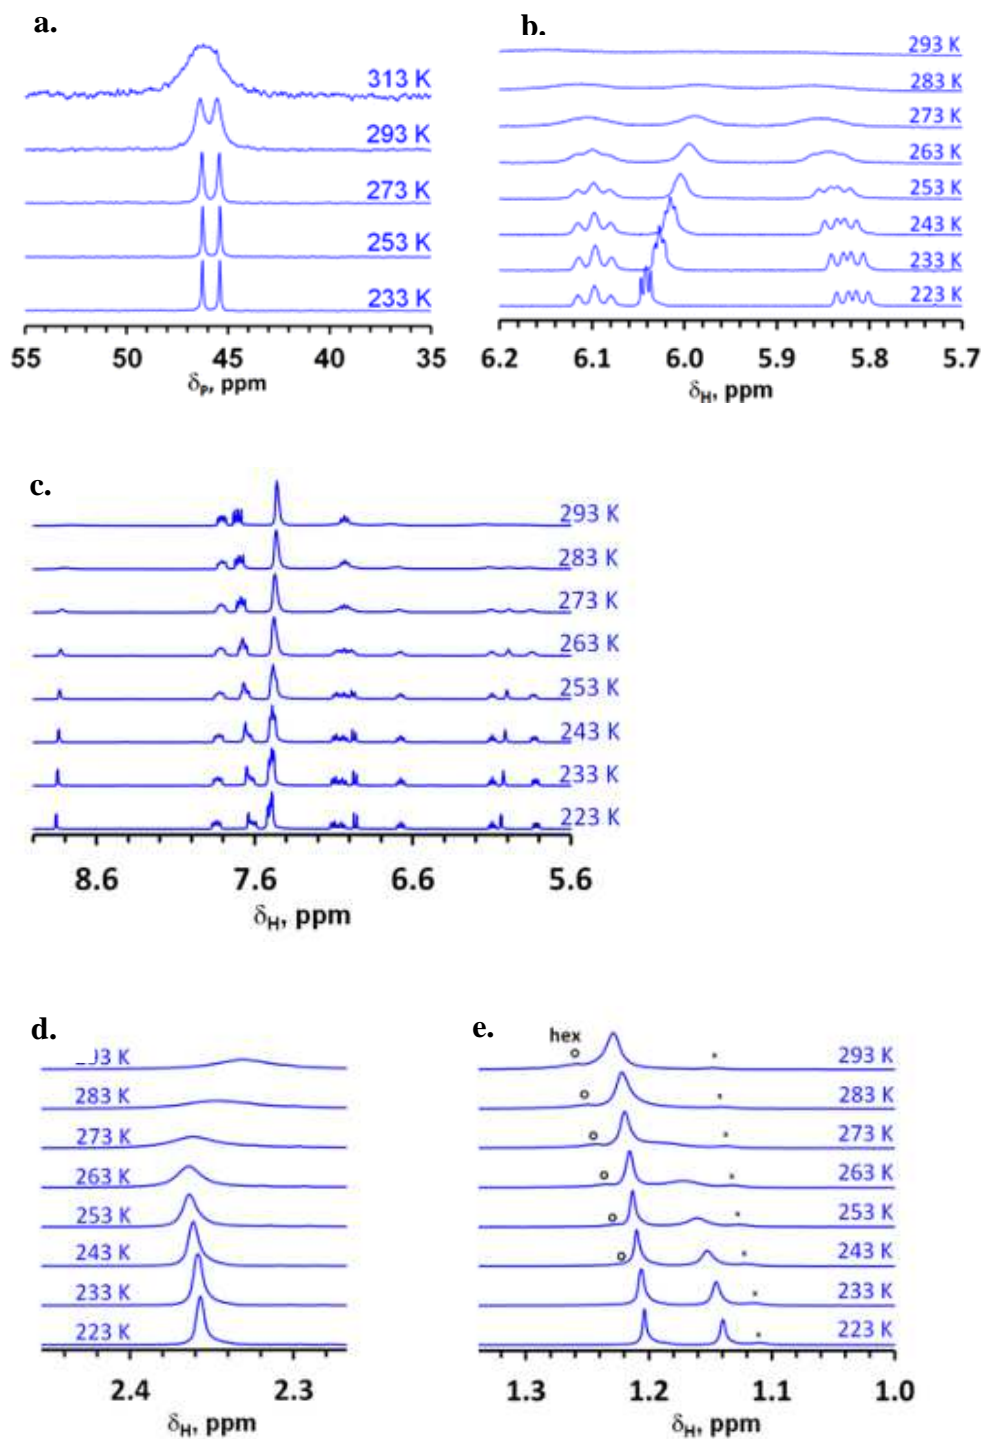 a.
313 K
293 K
273 K
253 K
233 K
55 50 45 40 35
δP, ppm
b.
293 K
283 K
273 K
263 K
253 K
243 K
233 K
223 K
6.2 6.1 6.0 5.9 5.8 5.7
δH, ppm
c.
293 K
283 K
273 K
263 K
253 K
243 K
233 K
223 K
8.6 7.6 6.6 5.6
δH, ppm
d.
93 K
283 K
273 K
263 K
253 K
243 K
233 K
223 K
2.4 2.3
δH, ppm
e.
hex
293 K
283 K
273 K
263 K
253 K
243 K
233 K
223 K
1.3 1.2 1.1 1.0
δH, ppm